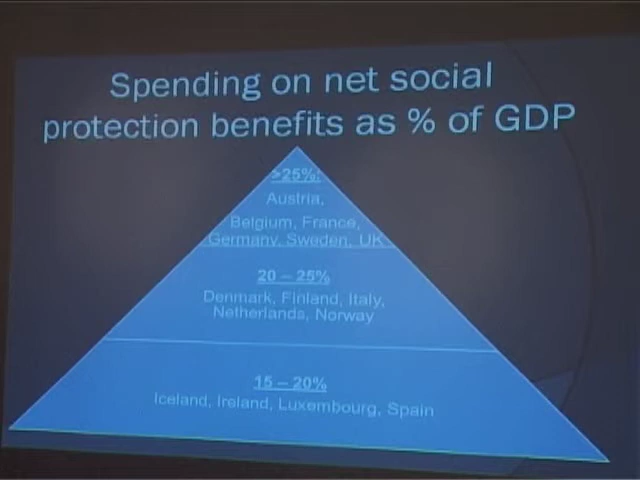 Spending on net social
protection benefits as % of GDP
>25%:
Austria,
Belgium, France,
Germany, Sweden, UK
20 – 25%
Denmark, Finland, Italy,
Netherlands, Norway
15 – 20%
Iceland, Ireland, Luxembourg, Spain